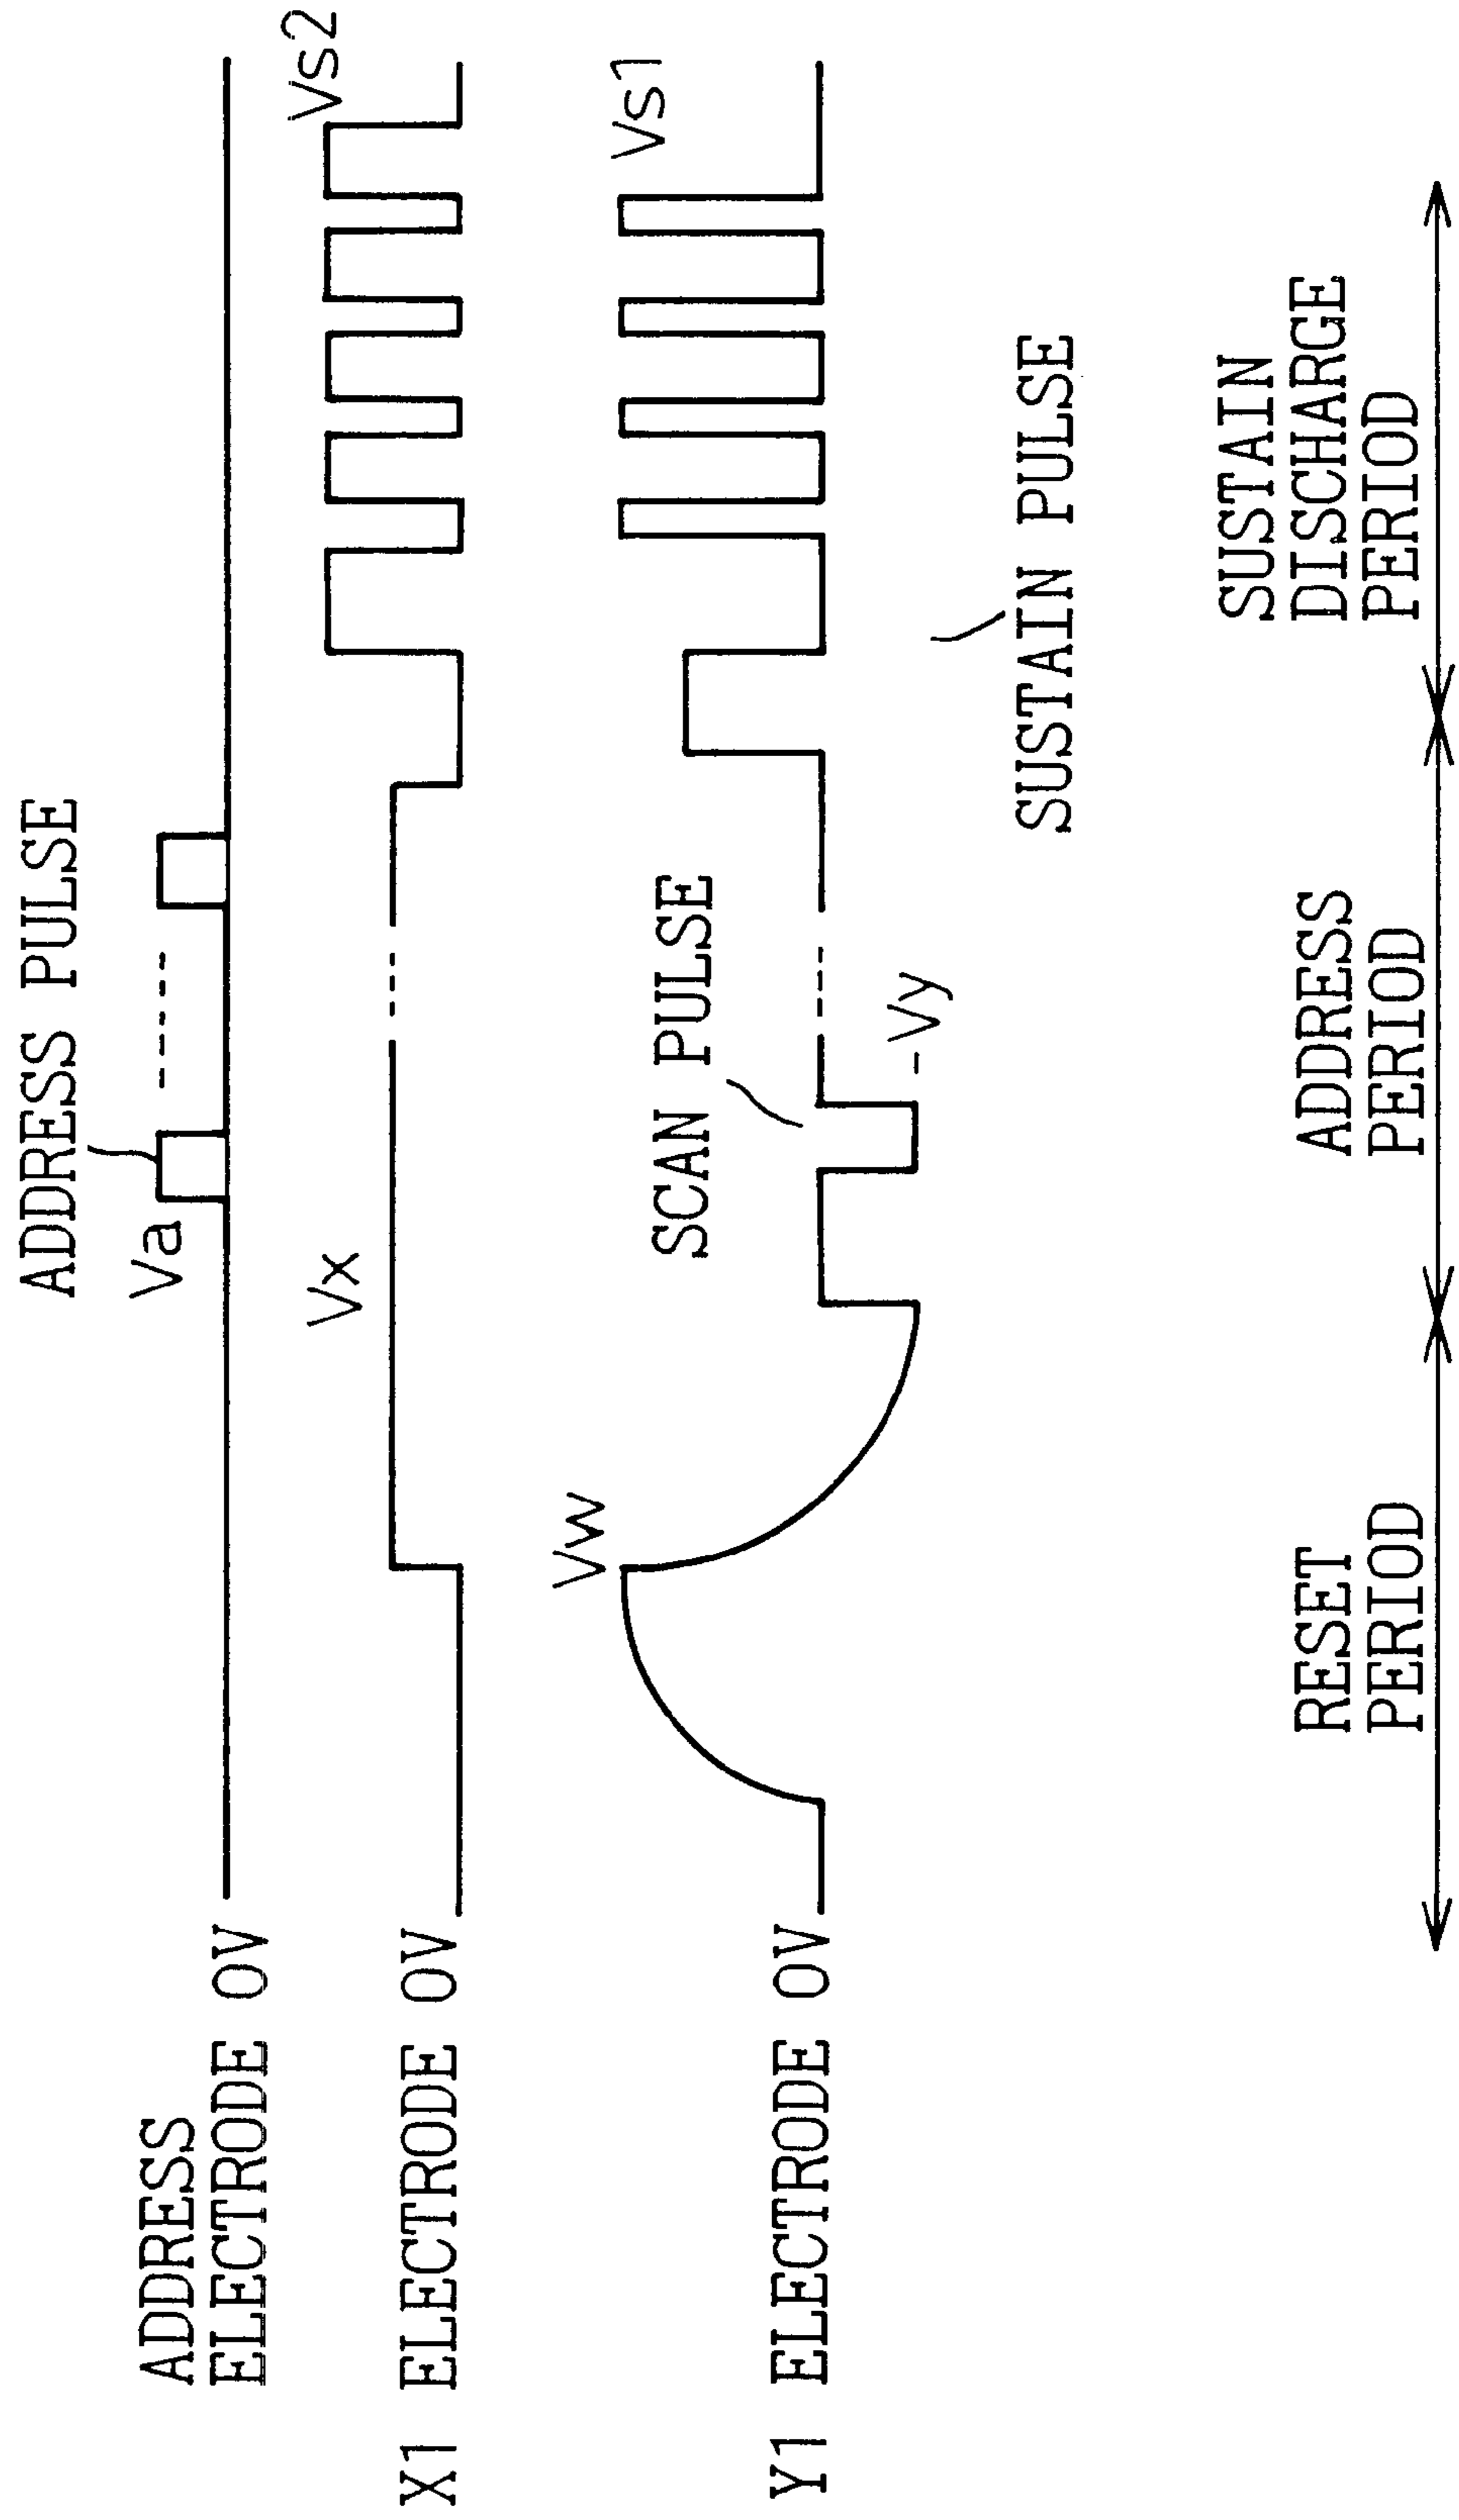 ADDRESS PULSE
Va
ADDRESS
ELECTRODE 0V
Vs2
Vx
X1 ELECTRODE 0V
Vs1
Vw
SCAN PULSE
Y1 ELECTRODE 0V
-Vy
SUSTAIN PULSE
RESET
PERIOD
ADDRESS
PERIOD
SUSTAIN
DISCHARGE
PERIOD